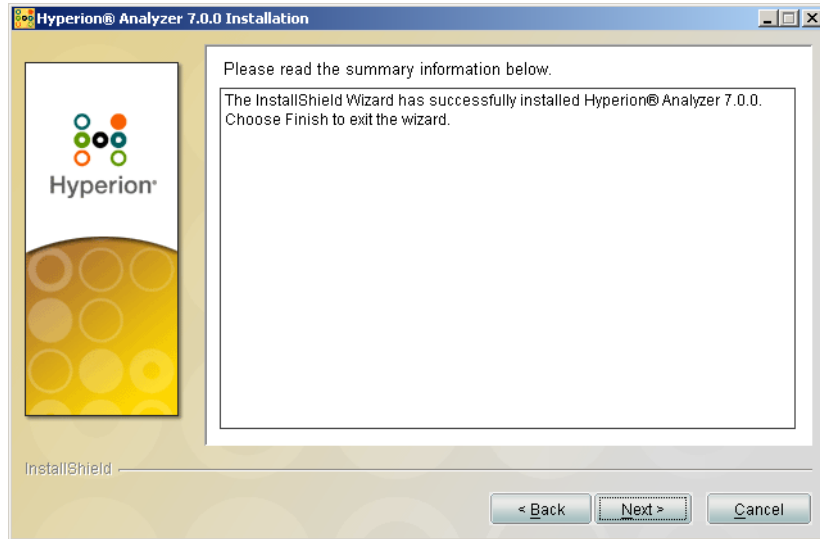 Hyperion® Analyzer 7.0.0 Installation
Please read the summary information below.
The InstallShield Wizard has successfully installed Hyperion® Analyzer 7.0.0.
Choose Finish to exit the wizard.
Hyperion®
InstallShield
< Back Next > Cancel